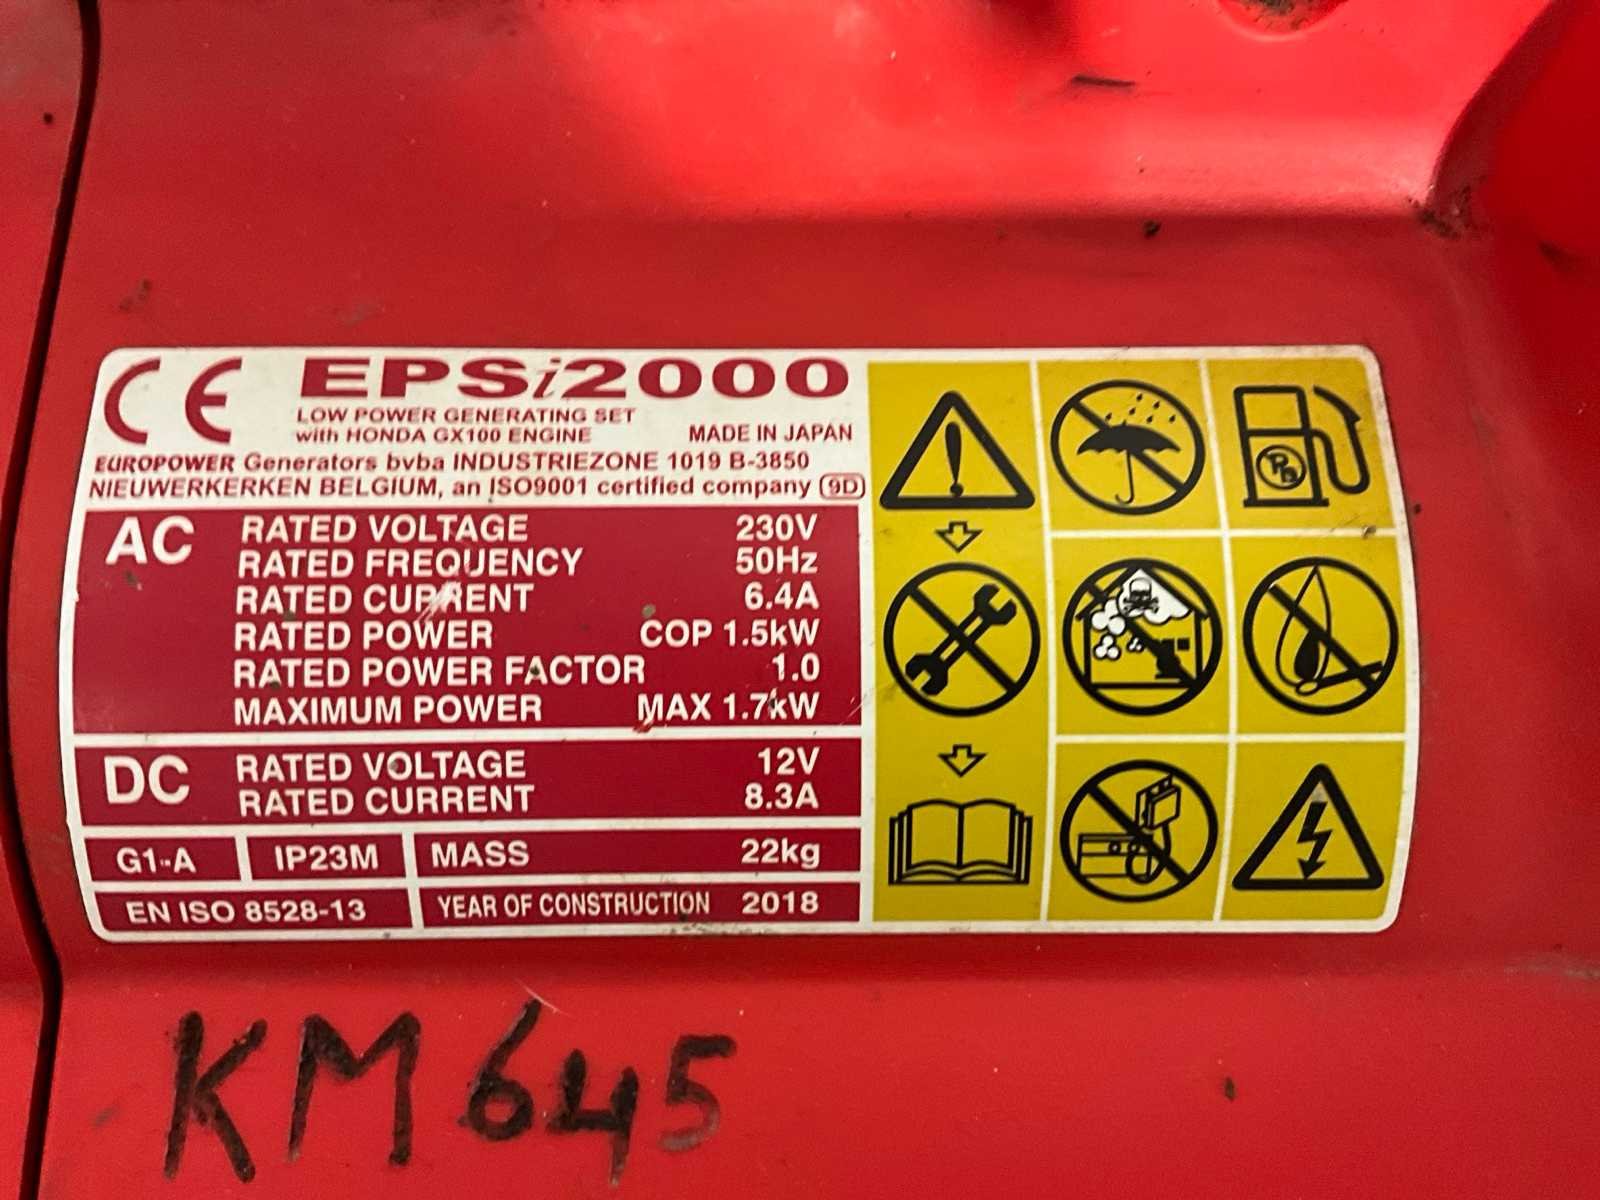 CE EPSi2000
LOW POWER GENERATING SET
with HONDA GX100 ENGINE MADE IN JAPAN
EUROPOWER Generators bvba INDUSTRIEZONE 1019 B-3850
NIEUWERKERKEN BELGIUM, an ISO9001 certified company 9D
AC RATED VOLTAGE 230V
RATED FREQUENCY 50Hz
RATED CURRENT 6.4A
RATED POWER COP 1.5kW
RATED POWER FACTOR 1.0
MAXIMUM POWER MAX 1.7kW
DC RATED VOLTAGE 12V
RATED CURRENT 8.3A
G1-A IP23M MASS 22kg
EN ISO 8528-13 YEAR OF CONSTRUCTION 2018
Pb
KM645